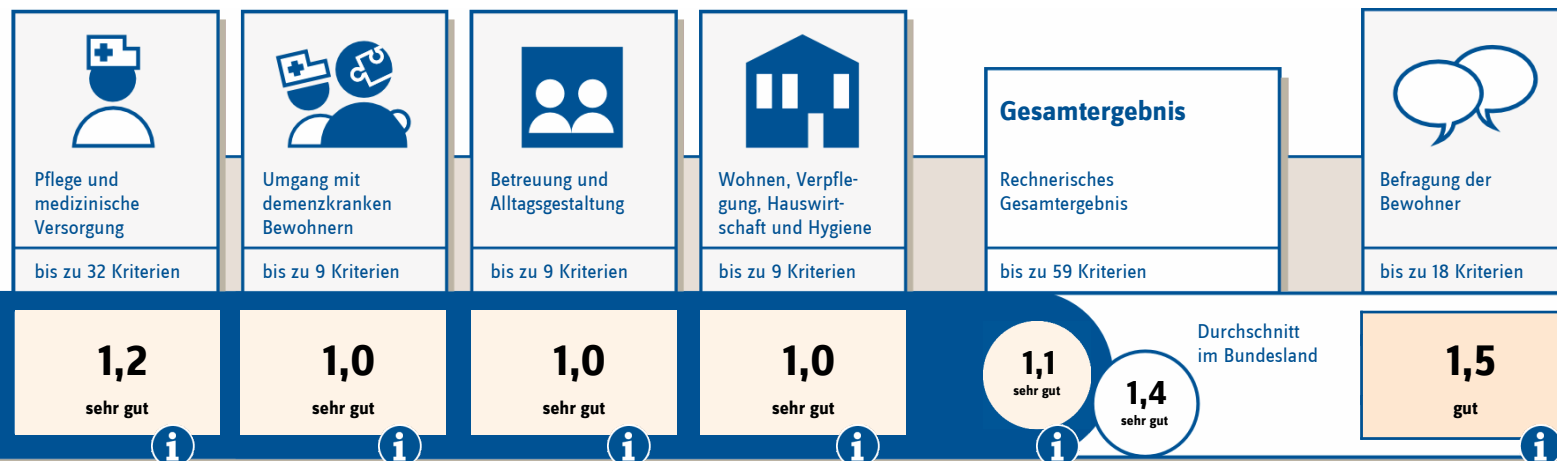 Pflege und
medizinische
Versorgung
bis zu 32 Kriterien
1,2
sehr gut
i
Umgang mit
demenzkranken
Bewohnern
bis zu 9 Kriterien
1,0
sehr gut
i
Betreuung und
Alltagsgestaltung
bis zu 9 Kriterien
1,0
sehr gut
i
Wohnen, Verpfle-
gung, Hauswirt-
schaft und Hygiene
bis zu 9 Kriterien
1,0
sehr gut
i
Gesamtergebnis
Rechnerisches
Gesamtergebnis
bis zu 59 Kriterien
1,1
sehr gut
i
Durchschnitt
im Bundesland
1,4
sehr gut
Befragung der
Bewohner
bis zu 18 Kriterien
1,5
gut
i